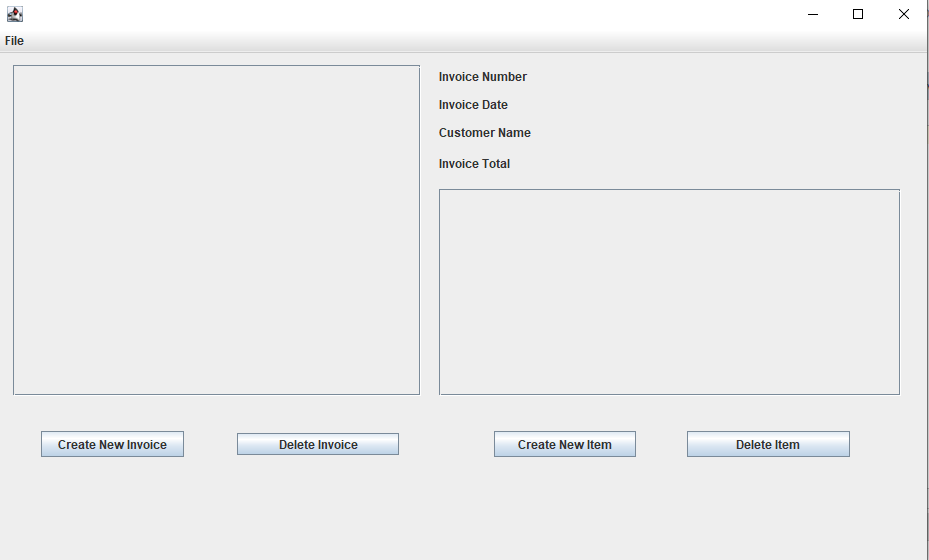 File
Invoice Number
Invoice Date
Customer Name
Invoice Total
Create New Invoice
Delete Invoice
Create New Item
Delete Item